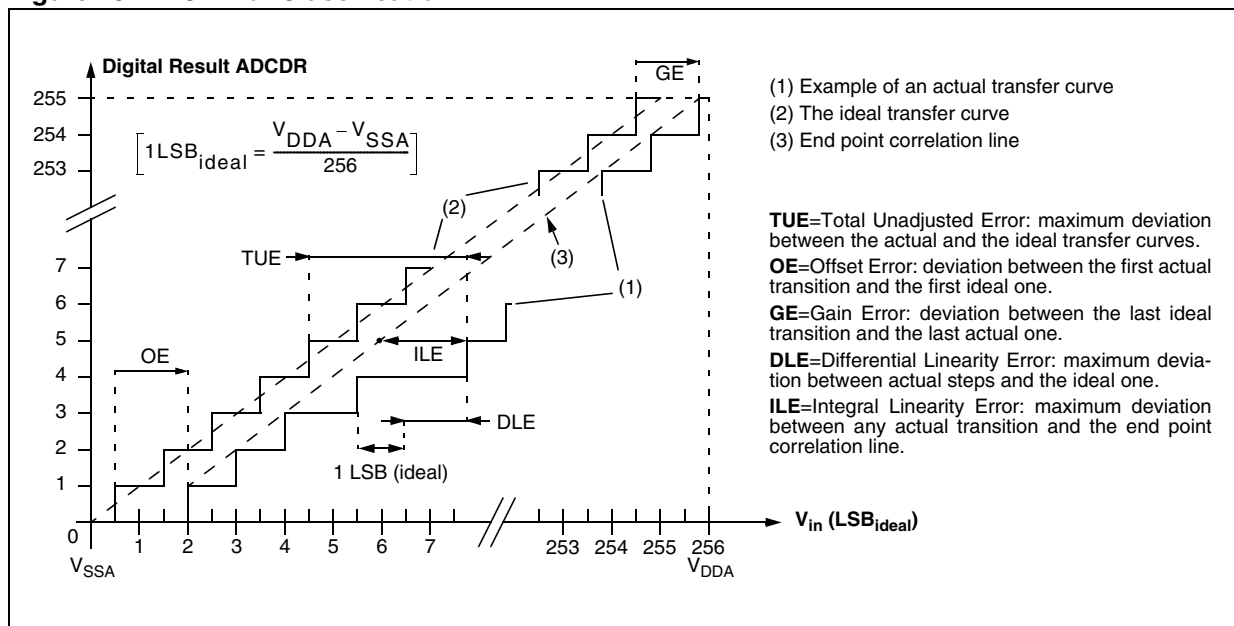 Digital Result ADCDR
GE
255
254
253
[1LSBideal = (VDDA – VSSA) / 256]
(2)
TUE
(3)
(1)
7
6
5
4
3
2
1
0
OE
ILE
DLE
1 LSB (ideal)
1 2 3 4 5 6 7 253 254 255 256
Vin (LSBideal)
VSSA
VDDA
(1) Example of an actual transfer curve
(2) The ideal transfer curve
(3) End point correlation line
TUE=Total Unadjusted Error: maximum deviation
between the actual and the ideal transfer curves.
OE=Offset Error: deviation between the first actual
transition and the first ideal one.
GE=Gain Error: deviation between the last ideal
transition and the last actual one.
DLE=Differential Linearity Error: maximum devia-
tion between actual steps and the ideal one.
ILE=Integral Linearity Error: maximum deviation
between any actual transition and the end point
correlation line.